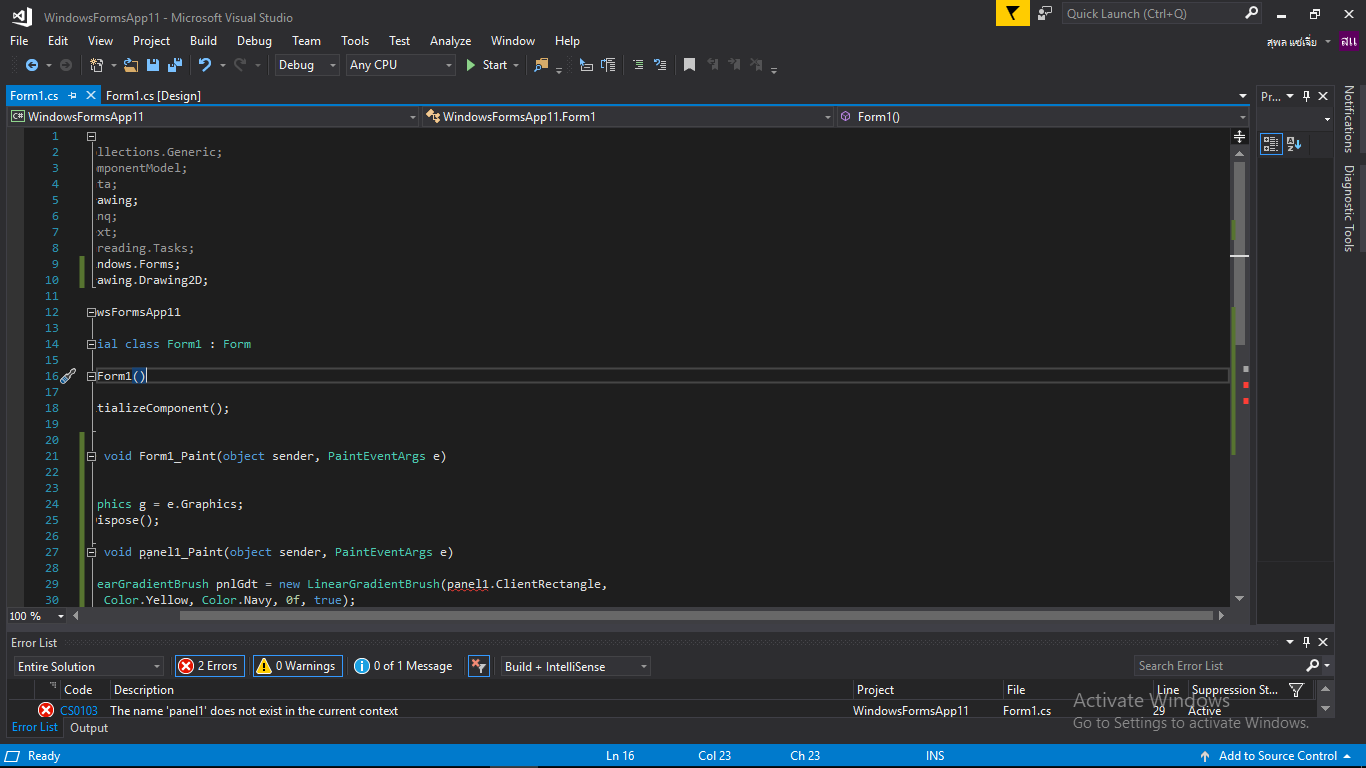 WindowsFormsApp11 - Microsoft Visual Studio
Quick Launch (Ctrl+Q)
File Edit View Project Build Debug Team Tools Test Analyze Window Help
สุพล แซ่เจี่ย สแ
Debug Any CPU Start
Form1.cs Form1.cs [Design]
Pr...
Notifications
Diagnostic Tools
C# WindowsFormsApp11 WindowsFormsApp11.Form1 Form1()
1
2 llections.Generic;
3 mponentModel;
4 ta;
5 awing;
6 nq;
7 xt;
8 reading.Tasks;
9 ndows.Forms;
10 awing.Drawing2D;
11
12 wsFormsApp11
13
14 ial class Form1 : Form
15
16 Form1()
17
18 tializeComponent();
19
20
21 void Form1_Paint(object sender, PaintEventArgs e)
22
23
24 phics g = e.Graphics;
25 ispose();
26
27 void panel1_Paint(object sender, PaintEventArgs e)
28
29 earGradientBrush pnlGdt = new LinearGradientBrush(panel1.ClientRectangle,
30 Color.Yellow, Color.Navy, 0f, true);
100 %
Error List
Entire Solution 2 Errors 0 Warnings 0 of 1 Message Build + IntelliSense Search Error List
Code Description Project File Line Suppression St...
CS0103 The name 'panel1' does not exist in the current context WindowsFormsApp11 Form1.cs 29 Active
Activate Windows
Go to Settings to activate Windows.
Error List Output
Ready Ln 16 Col 23 Ch 23 INS Add to Source Control